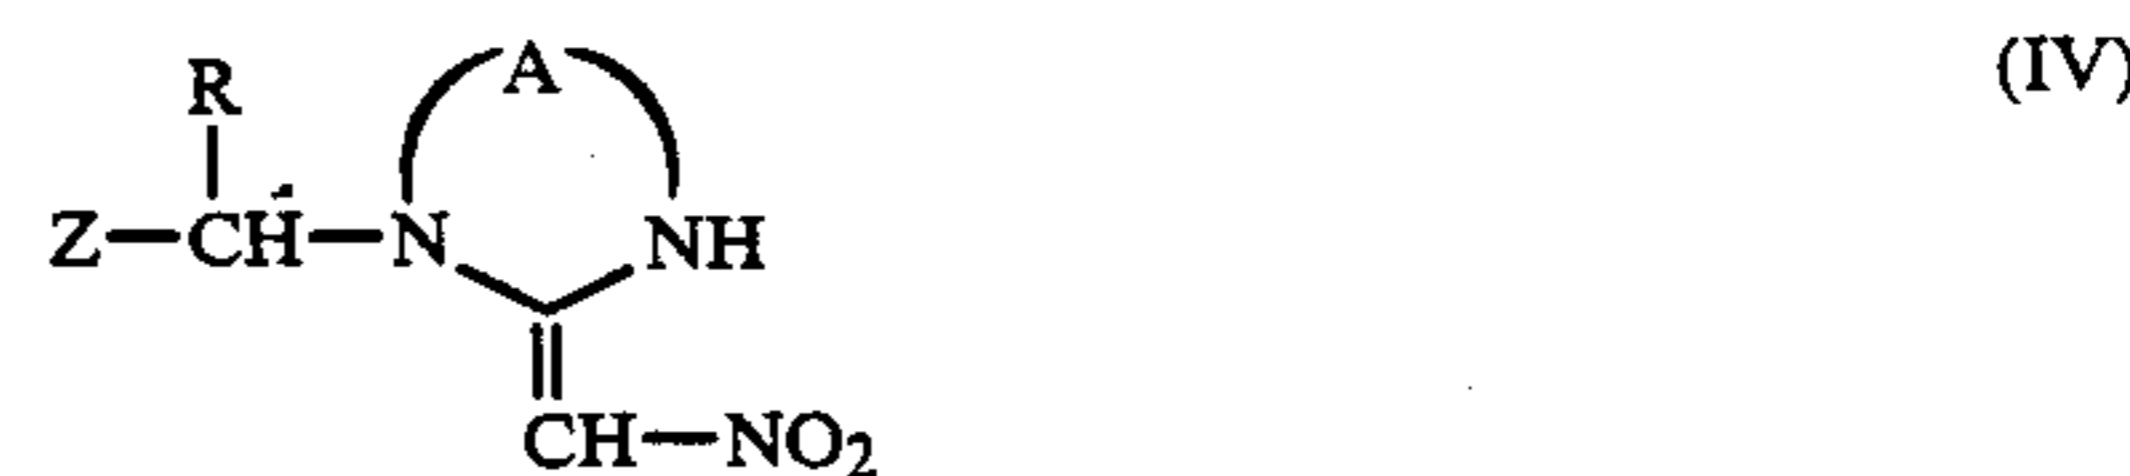 A (IV)
R
Z—CH—N NH
CH—NO₂